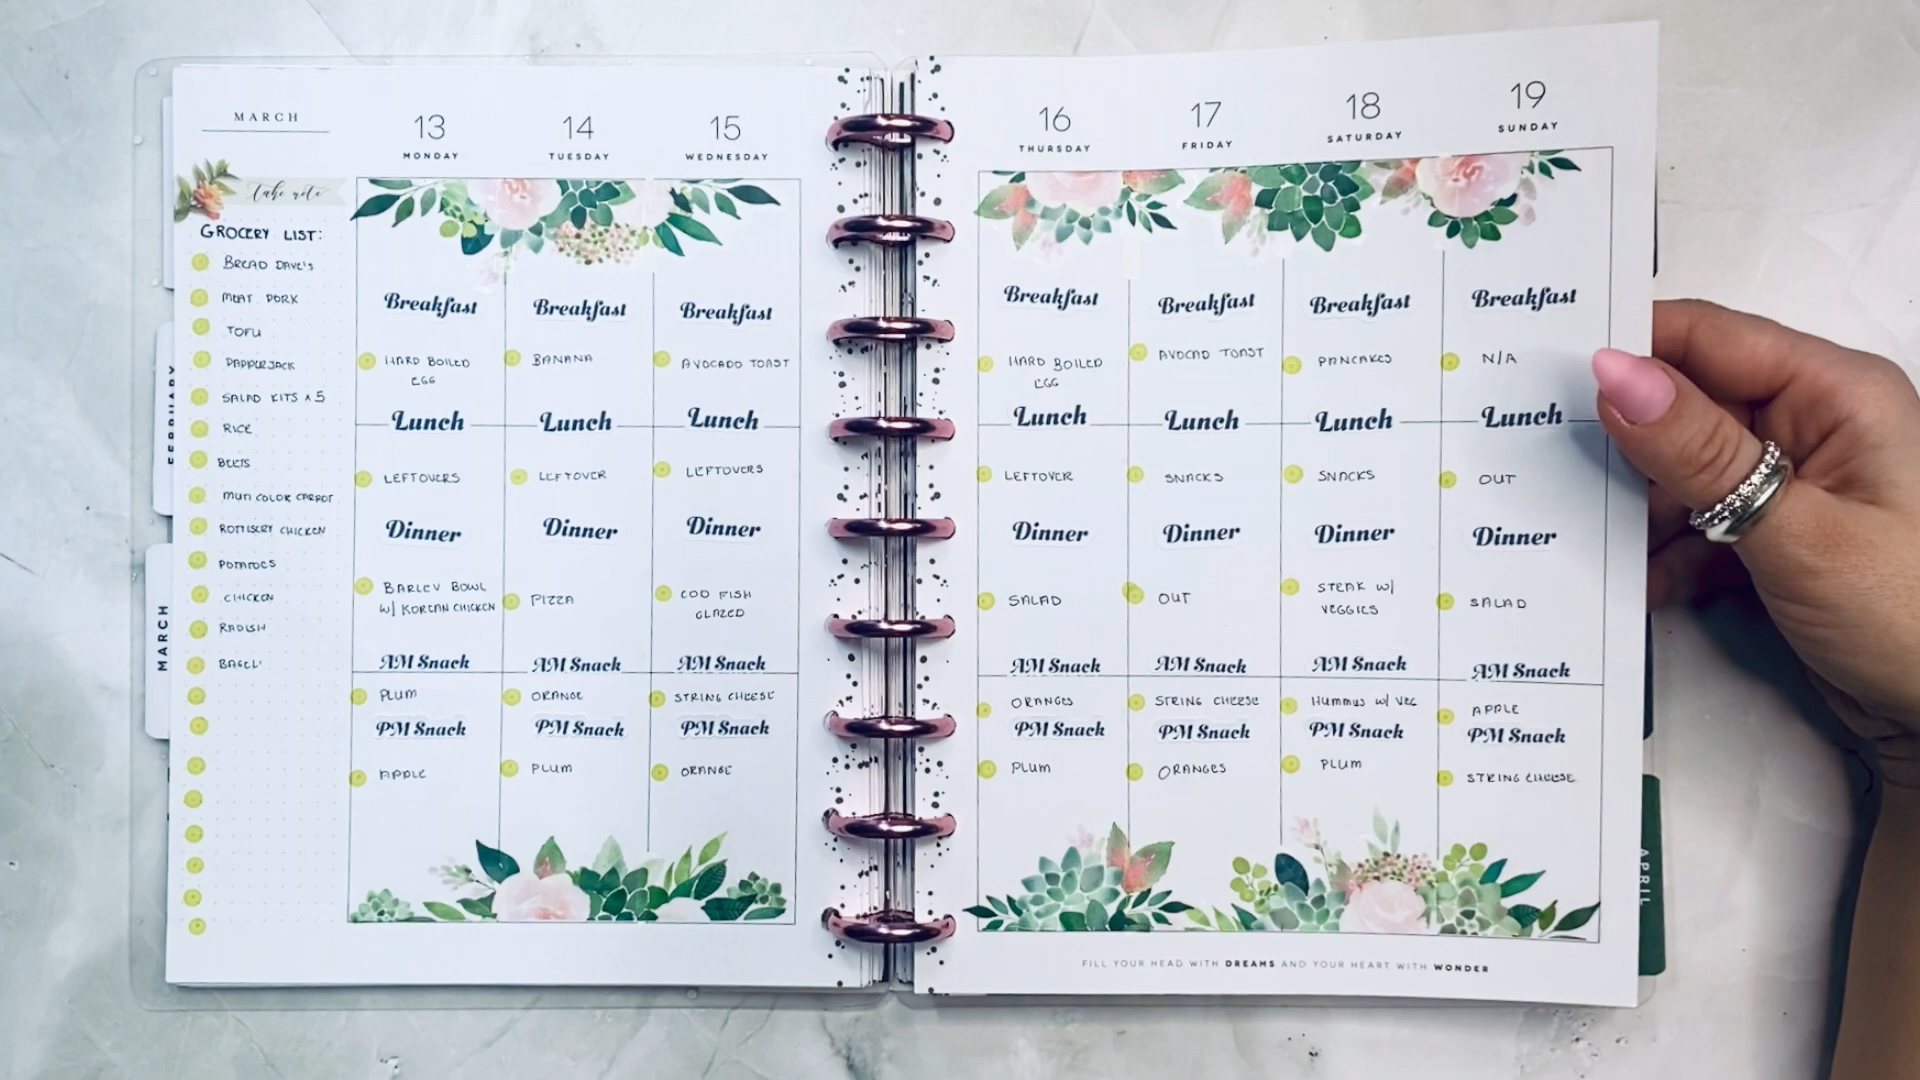 MARCH
take note
GROCERY LIST:
BREAD DAVE'S
MEAT PORK
TOFU
PAPPERJACK
SALAD KITS x 5
RICE
BEETS
MUTI COLOR CARROT
ROTTISERY CHICKEN
POTATOES
CHICKEN
RADISH
BAGEL
FEBRUARY
MARCH
13
MONDAY
Breakfast
HARD BOILED
EGG
Lunch
LEFTOVERS
Dinner
BARLEY BOWL
W/ KOREAN CHICKEN
AM Snack
PLUM
PM Snack
APPLE
14
TUESDAY
Breakfast
BANANA
Lunch
LEFTOVER
Dinner
PIZZA
AM Snack
ORANGE
PM Snack
PLUM
15
WEDNESDAY
Breakfast
AVOCADO TOAST
Lunch
LEFTOVERS
Dinner
COD FISH
GLAZED
AM Snack
STRING CHEESE
PM Snack
ORANGE
16
THURSDAY
Breakfast
HARD BOILED
EGG
Lunch
LEFTOVER
Dinner
SALAD
AM Snack
ORANGES
PM Snack
PLUM
17
FRIDAY
Breakfast
AVOCAD TOAST
Lunch
SNACKS
Dinner
OUT
AM Snack
STRING CHEESE
PM Snack
ORANGES
18
SATURDAY
Breakfast
PANCAKES
Lunch
SNACKS
Dinner
STEAK W/
VEGGIES
AM Snack
HUMMUS W/ VEG
PM Snack
PLUM
19
SUNDAY
Breakfast
N/A
Lunch
OUT
Dinner
SALAD
AM Snack
APPLE
PM Snack
STRING CHEESE
FILL YOUR HEAD WITH DREAMS AND YOUR HEART WITH WONDER
APRIL